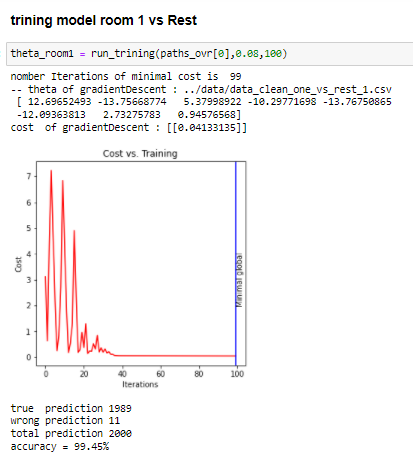 trining model room 1 vs Rest
theta_room1 = run_trining(paths_ovr[0],0.08,100)
nomber Iterations of minimal cost is  99
-- theta of gradientDescent : ../data/data_clean_one_vs_rest_1.csv
[ 12.69652493 -13.75668774   5.37998922 -10.29771698 -13.76750865
-12.09363813   2.73275783   0.94576568]
cost  of gradientDescent : [[0.04133135]]
Cost vs. Training
7
6
5
4
3
2
1
0
Cost
Minimal global
0 20 40 60 80 100
Iterations
true  prediction 1989
wrong prediction 11
total prediction 2000
accuracy = 99.45%